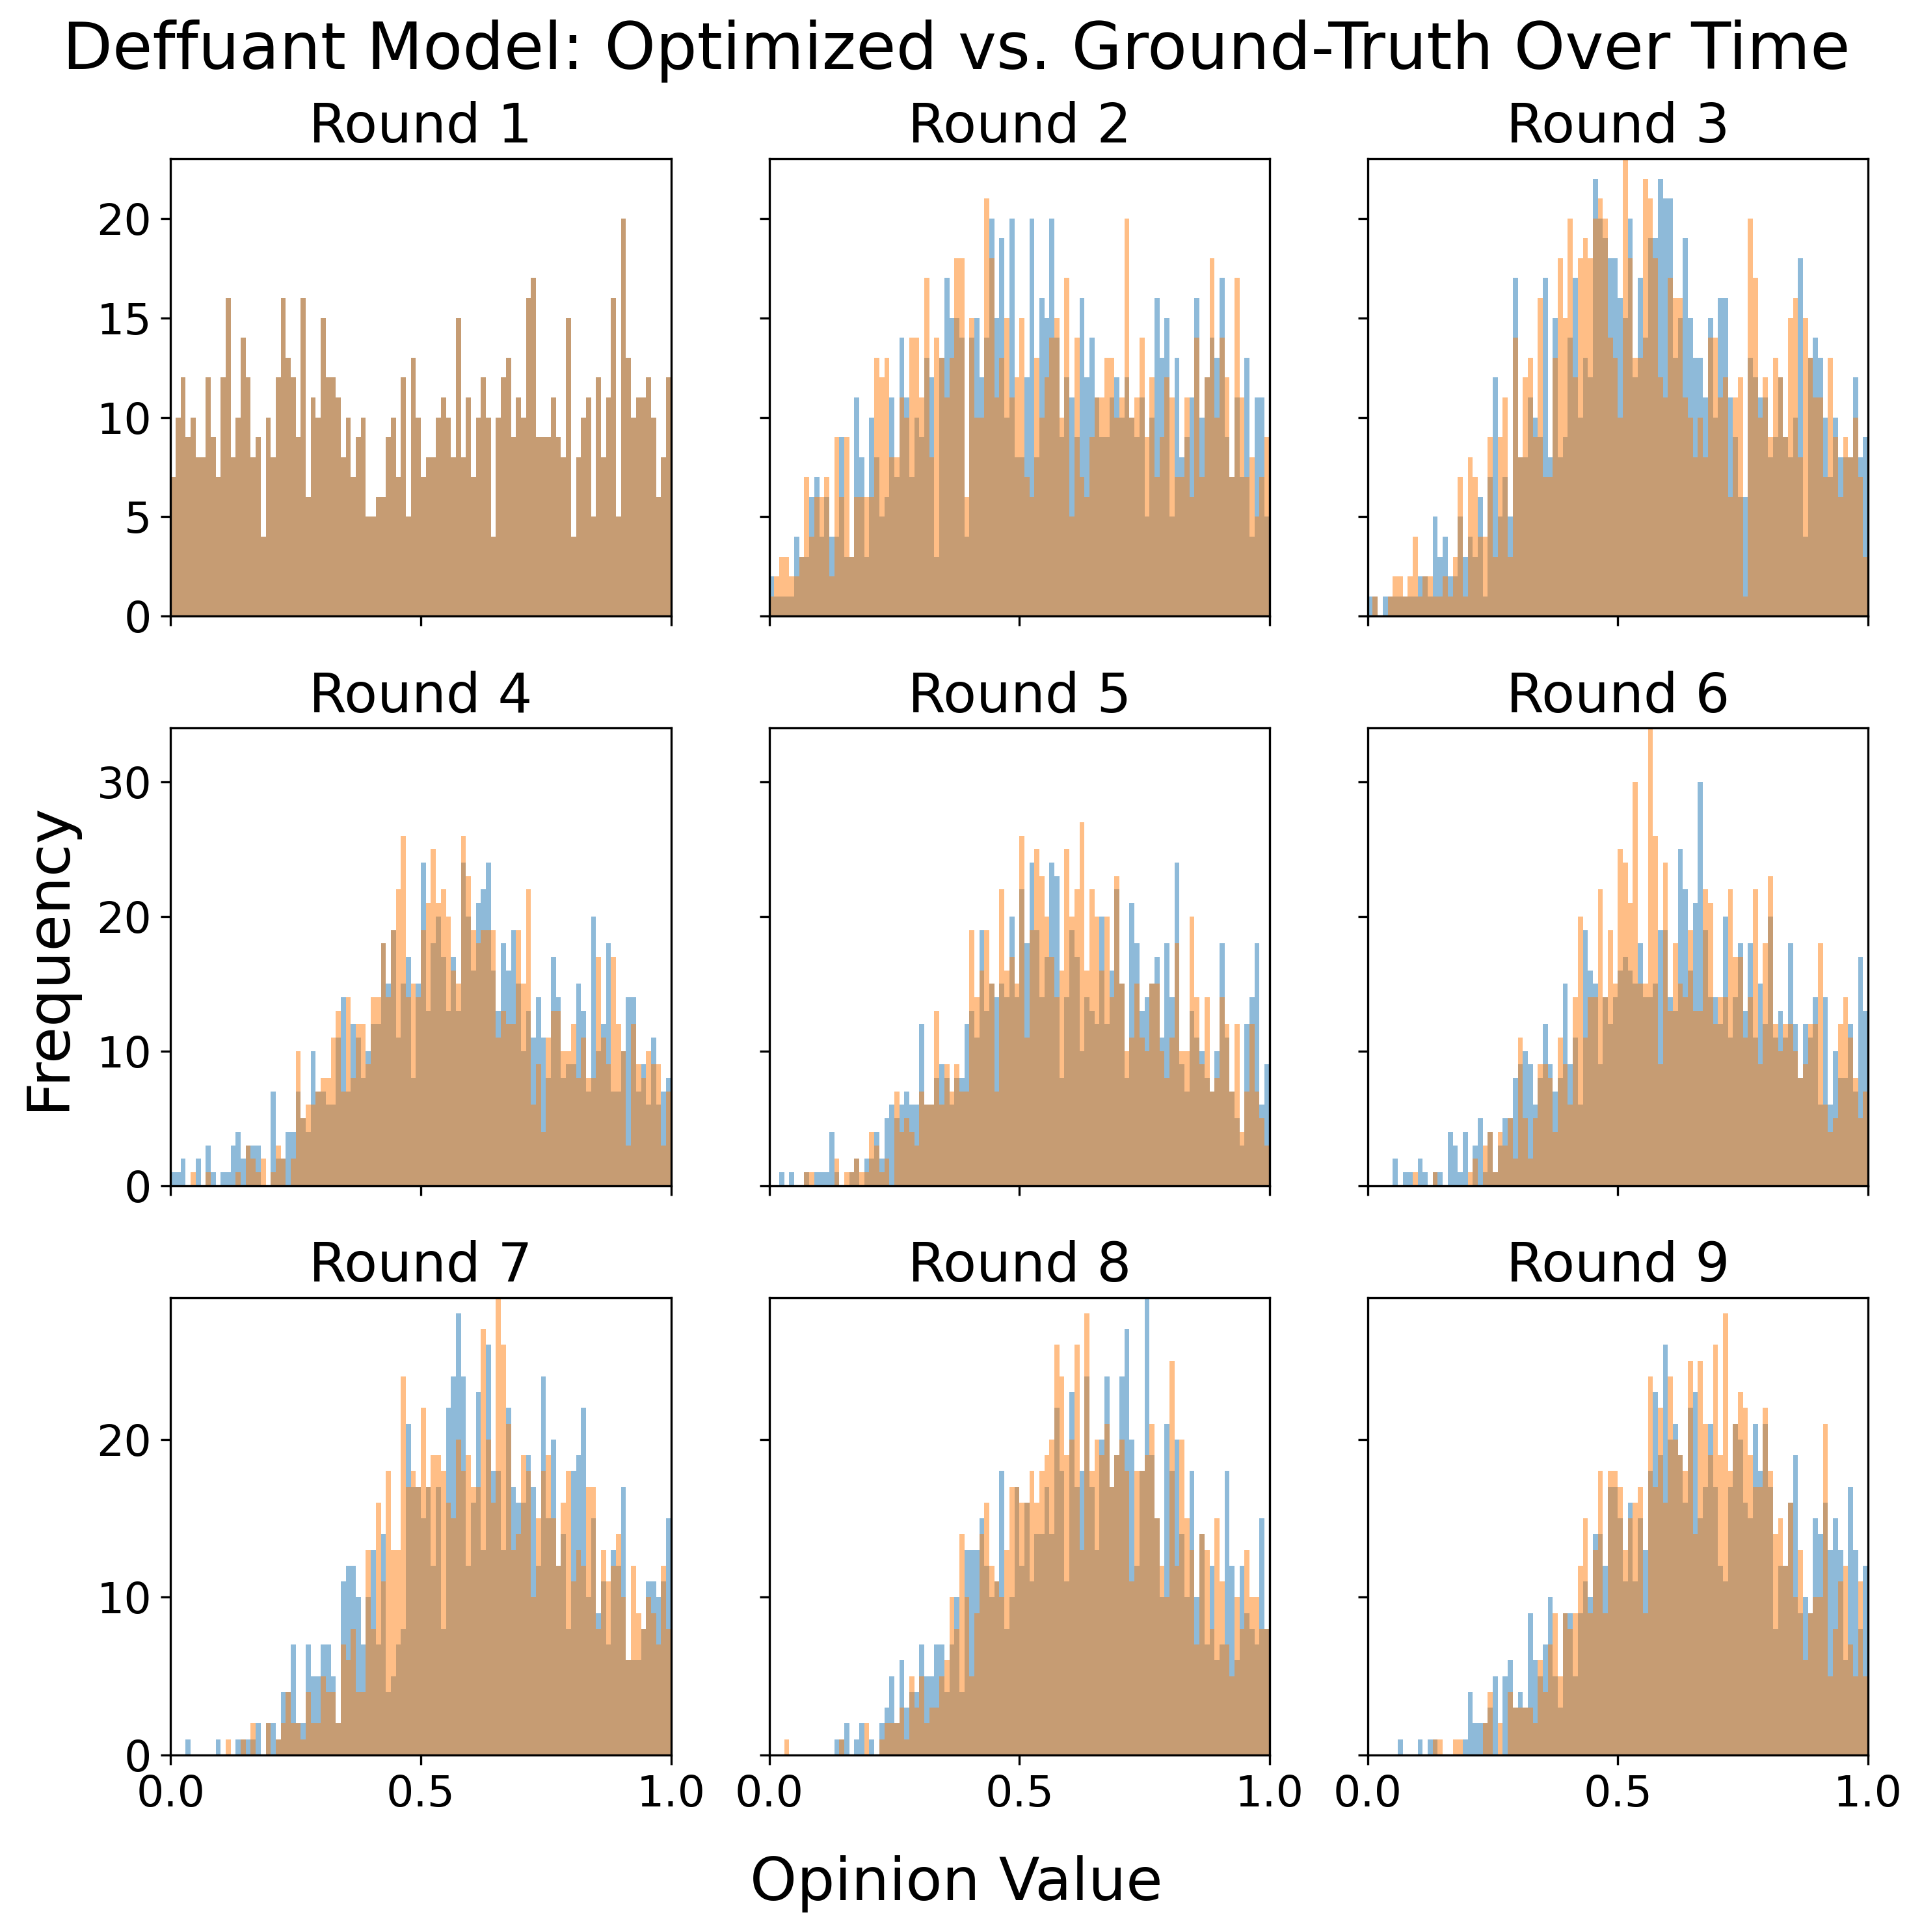 Deffuant Model: Optimized vs. Ground-Truth Over Time
Round 1
Round 2
Round 3
20
15
10
5
0
Round 4
Round 5
Round 6
30
20
10
0
Frequency
Round 7
Round 8
Round 9
20
10
0
0.0 0.5 1.0 0.0 0.5 1.0 0.0 0.5 1.0
Opinion Value